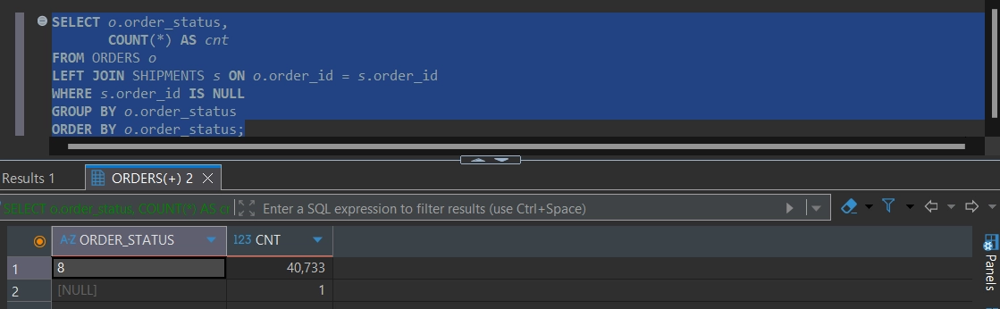 SELECT o.order_status,
COUNT(*) AS cnt
FROM ORDERS o
LEFT JOIN SHIPMENTS s ON o.order_id = s.order_id
WHERE s.order_id IS NULL
GROUP BY o.order_status
ORDER BY o.order_status;
Results 1
ORDERS(+) 2
SELECT o.order_status, COUNT(*) AS cr
Enter a SQL expression to filter results (use Ctrl+Space)
A-Z ORDER_STATUS
123 CNT
1 8 40,733
2 [NULL] 1
Panels